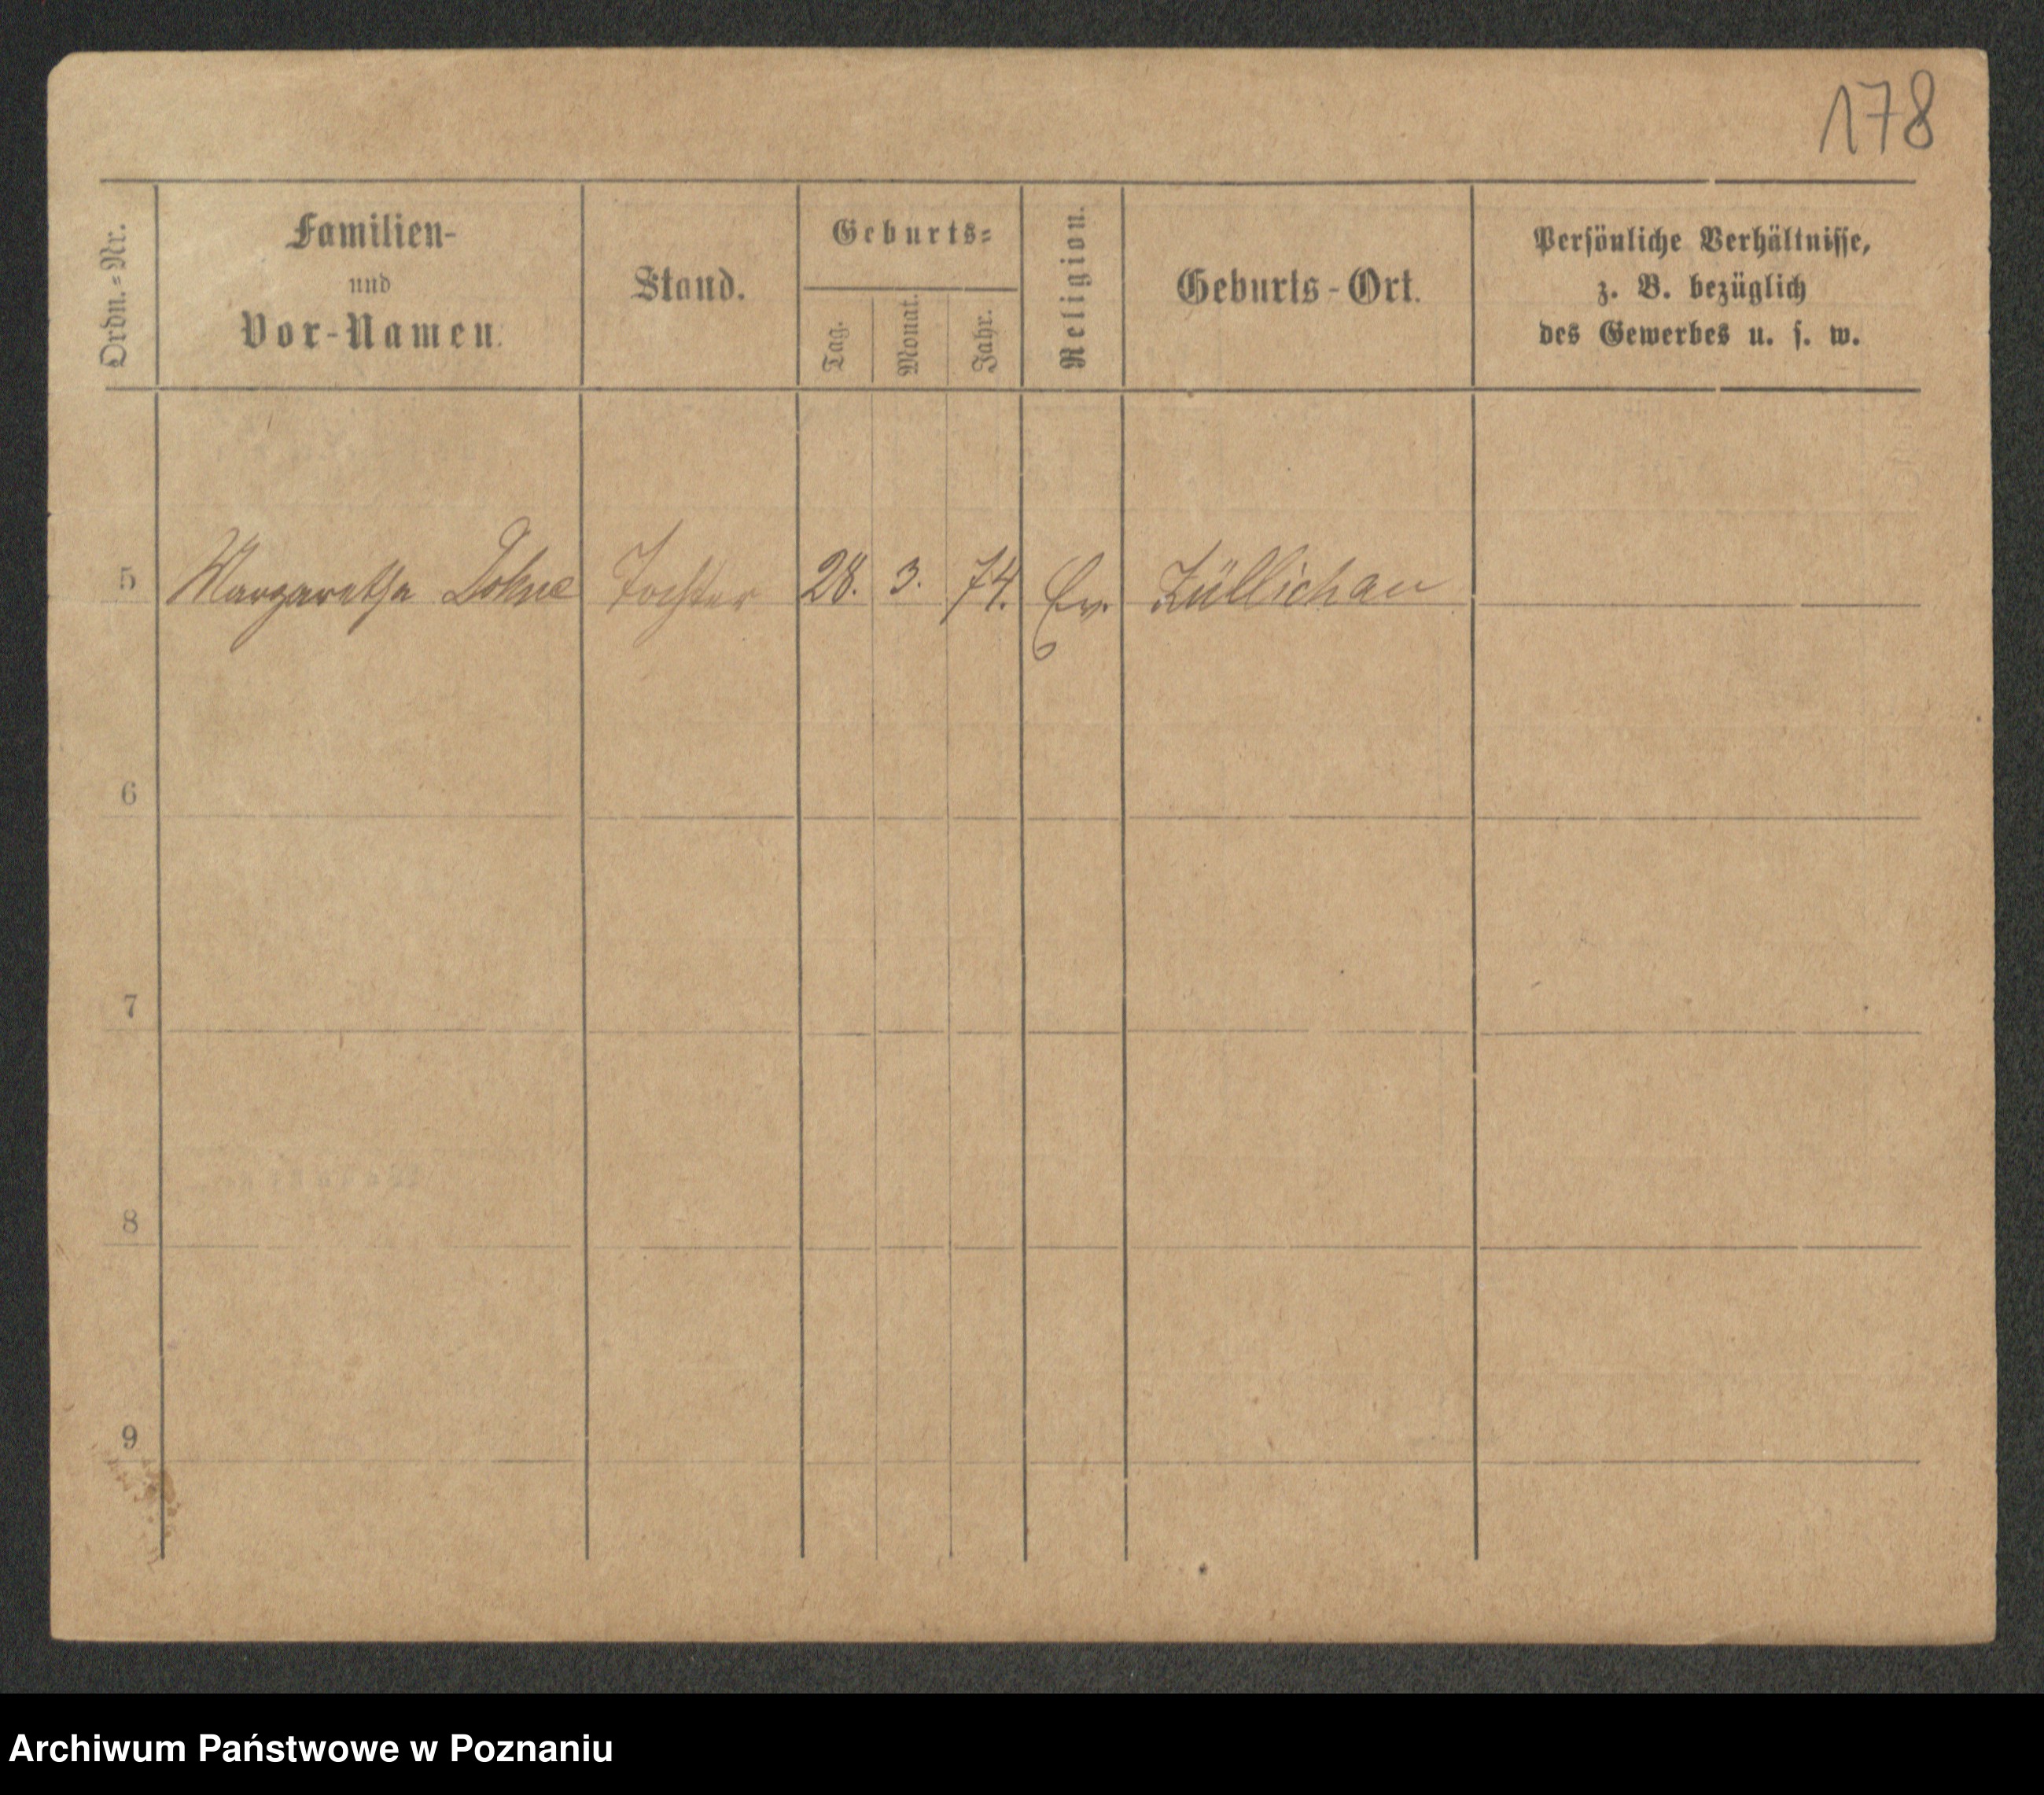 178
Ordn.=Nr.
Familien-
und
Vor-Namen.
Stand.
Geburts=
Tag.
Monat.
Jahr.
Religion.
Geburts-Ort.
Persönliche Verhältnisse,
z. B. bezüglich
des Gewerbes u. s. w.
5 Margarethe Dohne Tochter 28. 3. 74. Ev. Züllichau
6
7
8
9
Archiwum Państwowe w Poznaniu